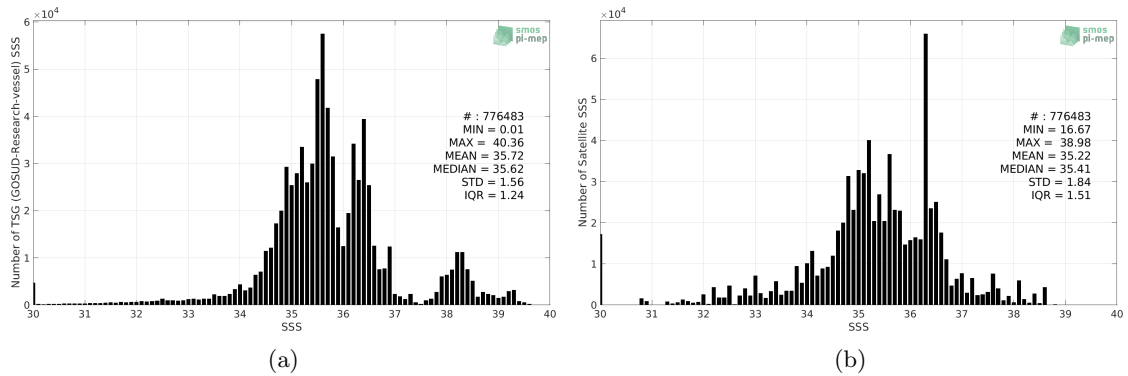 ×10⁴
6
5
4
3
2
1
0
Number of TSG (GOSUD-Research-vessel) SSS
smos
pi-mep
# : 776483
MIN = 0.01
MAX = 40.36
MEAN = 35.72
MEDIAN = 35.62
STD = 1.56
IQR = 1.24
30 31 32 33 34 35 36 37 38 39 40
SSS
(a)
×10⁴
6
5
4
3
2
1
0
Number of Satellite SSS
smos
pi-mep
# : 776483
MIN = 16.67
MAX = 38.98
MEAN = 35.22
MEDIAN = 35.41
STD = 1.84
IQR = 1.51
30 31 32 33 34 35 36 37 38 39 40
SSS
(b)